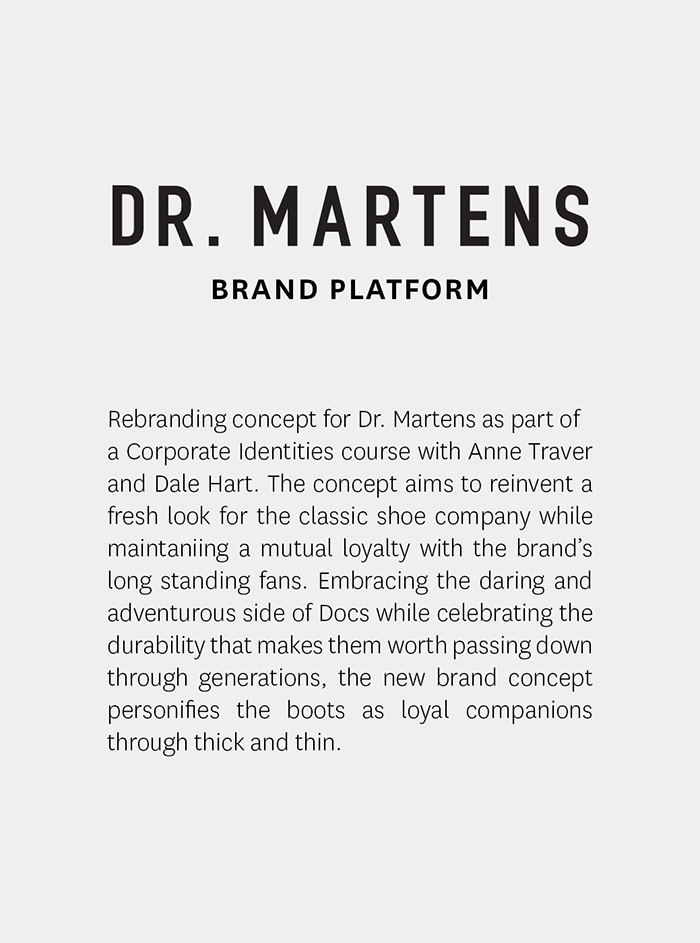 DR. MARTENS
BRAND PLATFORM
Rebranding concept for Dr. Martens as part of
a Corporate Identities course with Anne Traver
and Dale Hart. The concept aims to reinvent a
fresh look for the classic shoe company while
maintaniing a mutual loyalty with the brand’s
long standing fans. Embracing the daring and
adventurous side of Docs while celebrating the
durability that makes them worth passing down
through generations, the new brand concept
personifies the boots as loyal companions
through thick and thin.